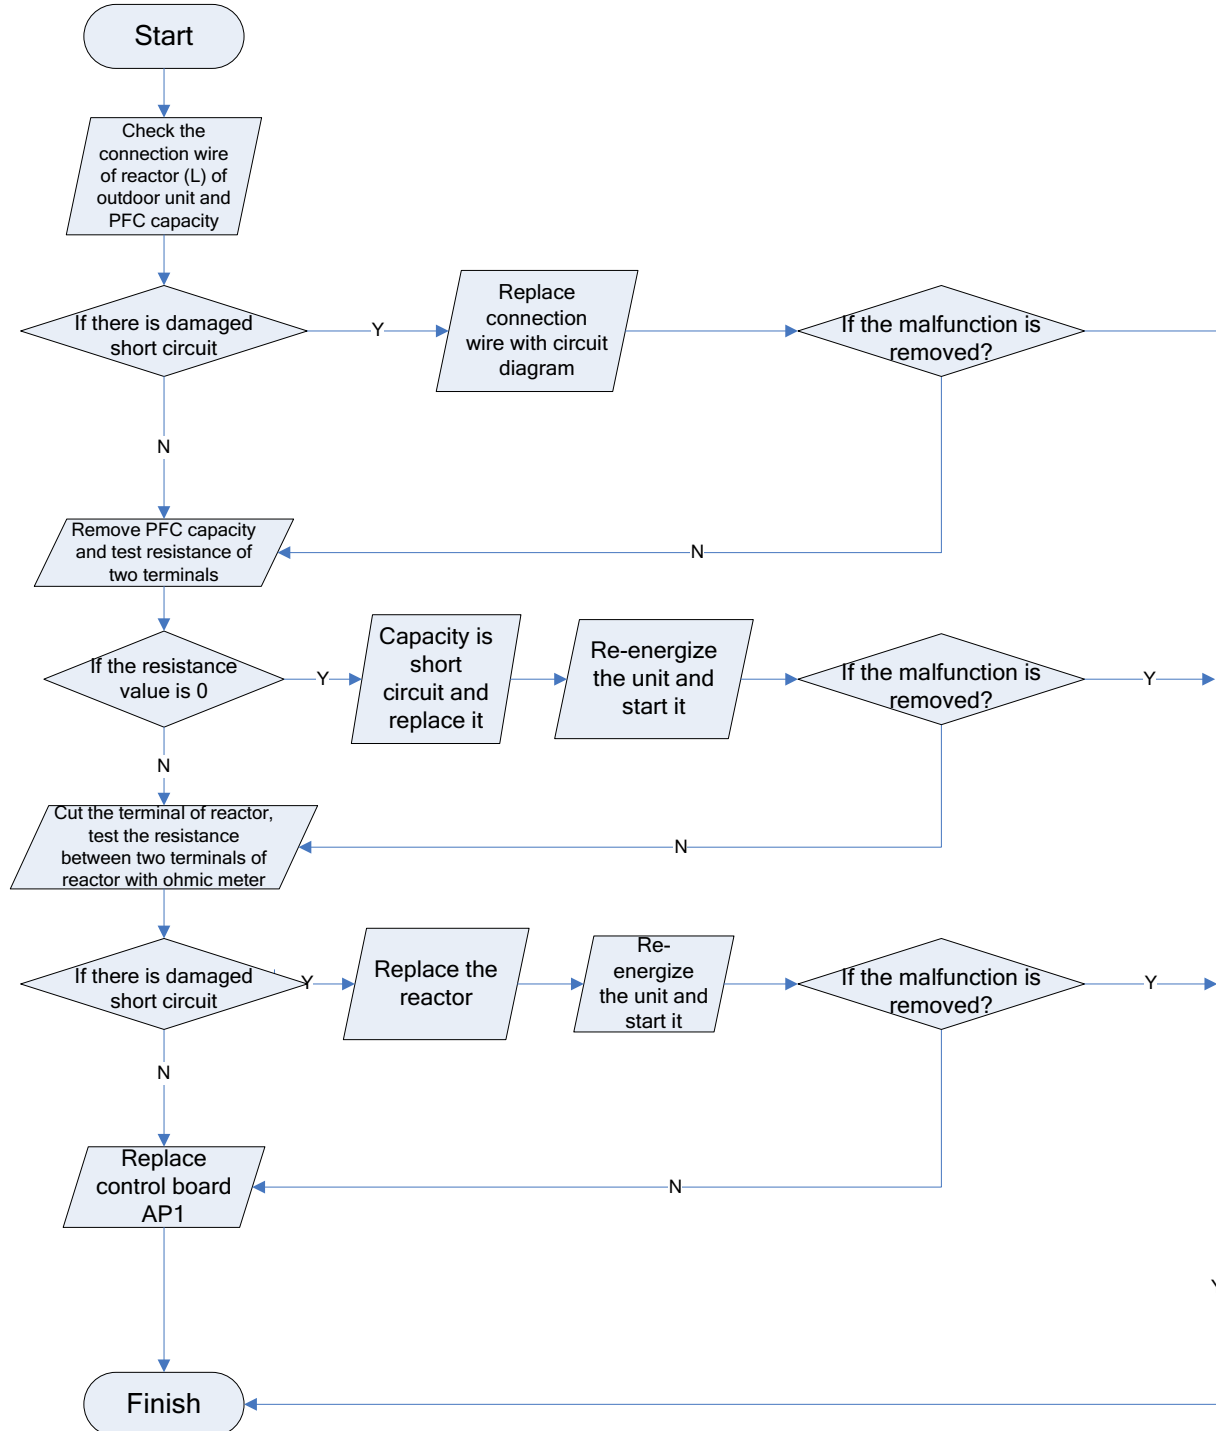 Start
Check the
connection wire
of reactor (L) of
outdoor unit and
PFC capacity
If there is damaged
short circuit
Y
Replace
connection
wire with circuit
diagram
If the malfunction is
removed?
N
N
Remove PFC capacity
and test resistance of
two terminals
If the resistance
value is 0
Y
Capacity is
short
circuit and
replace it
Re-energize
the unit and
start it
If the malfunction is
removed?
Y
N
N
Cut the terminal of reactor,
test the resistance
between two terminals of
reactor with ohmic meter
If there is damaged
short circuit
Y
Replace the
reactor
Re-
energize
the unit and
start it
If the malfunction is
removed?
Y
N
N
Replace
control board
AP1
Y
Finish